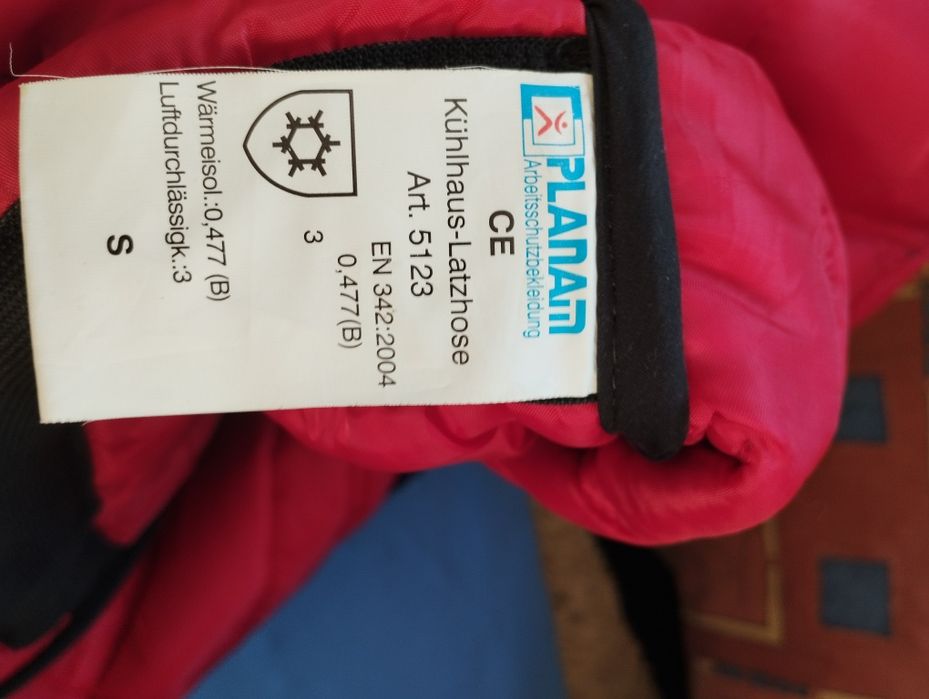 PLANAM
Arbeitsschutzbekleidung
CE
Kühlhaus-Latzhose
Art. 5123
EN 342:2004
0,477(B)
3
Wärmeisol.:0,477 (B)
Luftdurchlässigk.:3
S